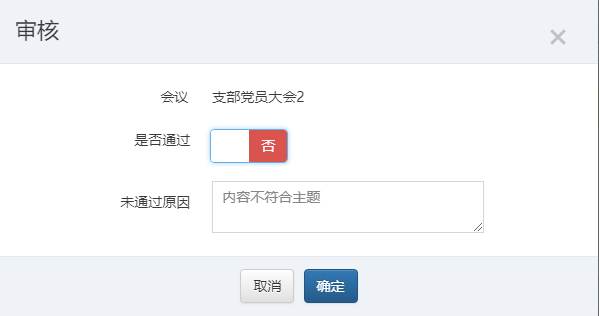 审核
会议 支部党员大会2
是否通过 否
未通过原因 内容不符合主题
取消 确定